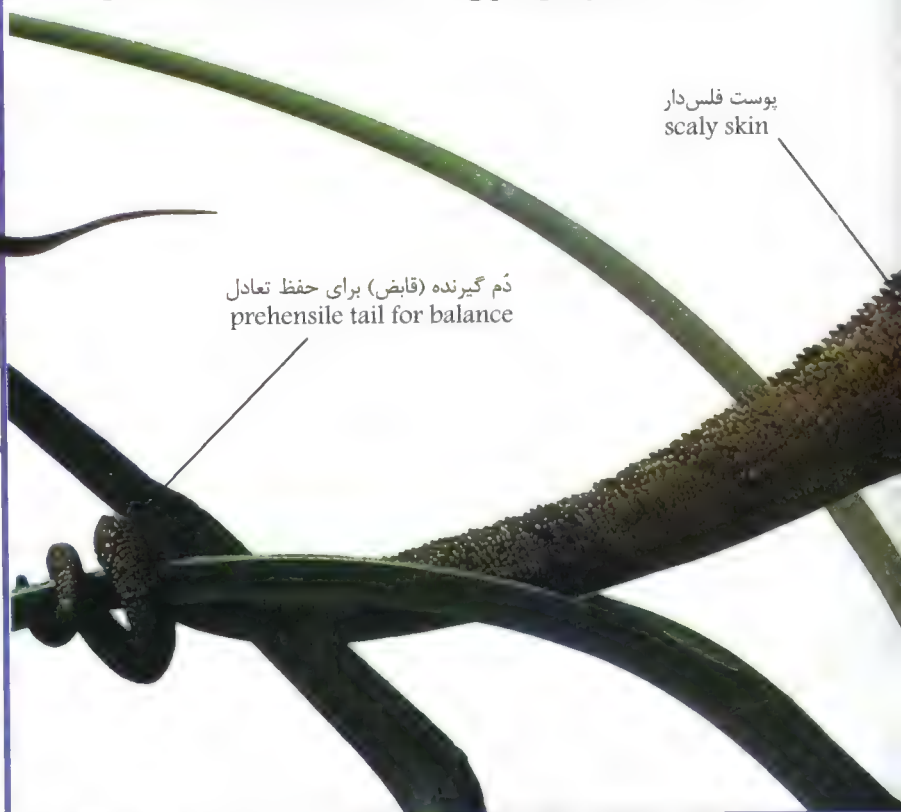 پوست فلس‌دار
scaly skin
دُم گیرنده (قابض) برای حفظ تعادل
prehensile tail for balance